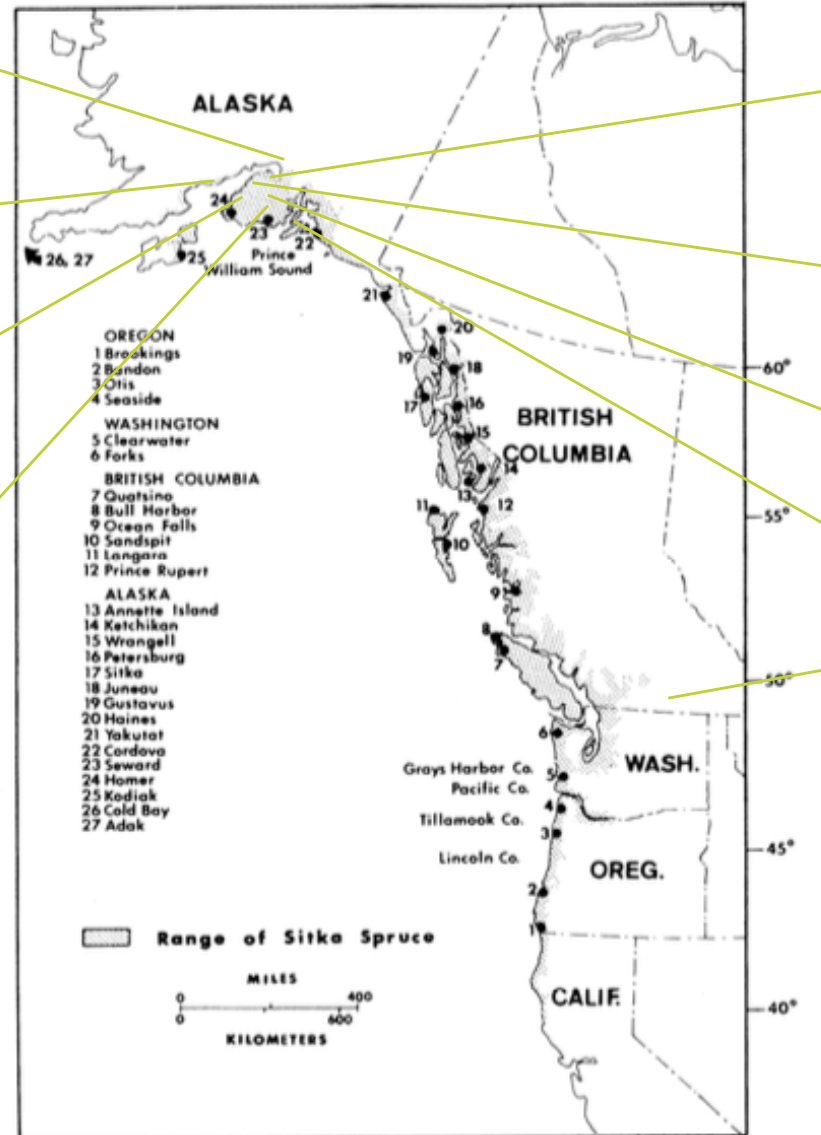 ALASKA
24
23
22
26, 27
25
Prince
William Sound
21
20
19
18
17
16
15
14
13
12
11
10
9
8
7
6
5
4
3
2
1
60°
BRITISH
COLUMBIA
55°
50°
WASH.
Grays Harbor Co.
Pacific Co.
Tillamook Co.
Lincoln Co.
45°
OREG.
CALIF.
40°
OREGON
1 Brookings
2 Bandon
3 Otis
4 Seaside
WASHINGTON
5 Clearwater
6 Forks
BRITISH COLUMBIA
7 Quatsino
8 Bull Harbor
9 Ocean Falls
10 Sandspit
11 Langara
12 Prince Rupert
ALASKA
13 Annette Island
14 Ketchikan
15 Wrangell
16 Petersburg
17 Sitka
18 Juneau
19 Gustavus
20 Haines
21 Yakutat
22 Cordova
23 Seward
24 Homer
25 Kodiak
26 Cold Bay
27 Adak
Range of Sitka Spruce
MILES
0 400
0 600
KILOMETERS